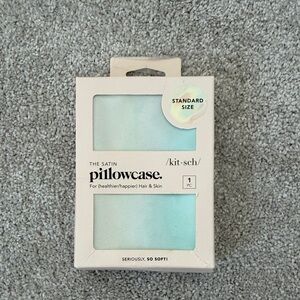 STANDARD
SIZE
THE SATIN
/kit·sch/
pillowcase.
For (healthier/happier) Hair & Skin
1
PC
SERIOUSLY, SO SOFT!